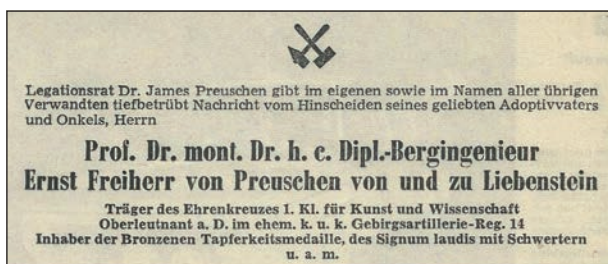 Legationsrat Dr. James Preuschen gibt im eigenen sowie im Namen aller übrigen
Verwandten tiefbetrübt Nachricht vom Hinscheiden seines geliebten Adoptivvaters
und Onkels, Herrn
Prof. Dr. mont. Dr. h. c. Dipl.-Bergingenieur
Ernst Freiherr von Preuschen von und zu Liebenstein
Träger des Ehrenkreuzes I. Kl. für Kunst und Wissenschaft
Oberleutnant a. D. im ehem. k. u. k. Gebirgsartillerie-Reg. 14
Inhaber der Bronzenen Tapferkeitsmedaille, des Signum laudis mit Schwertern
u. a. m.